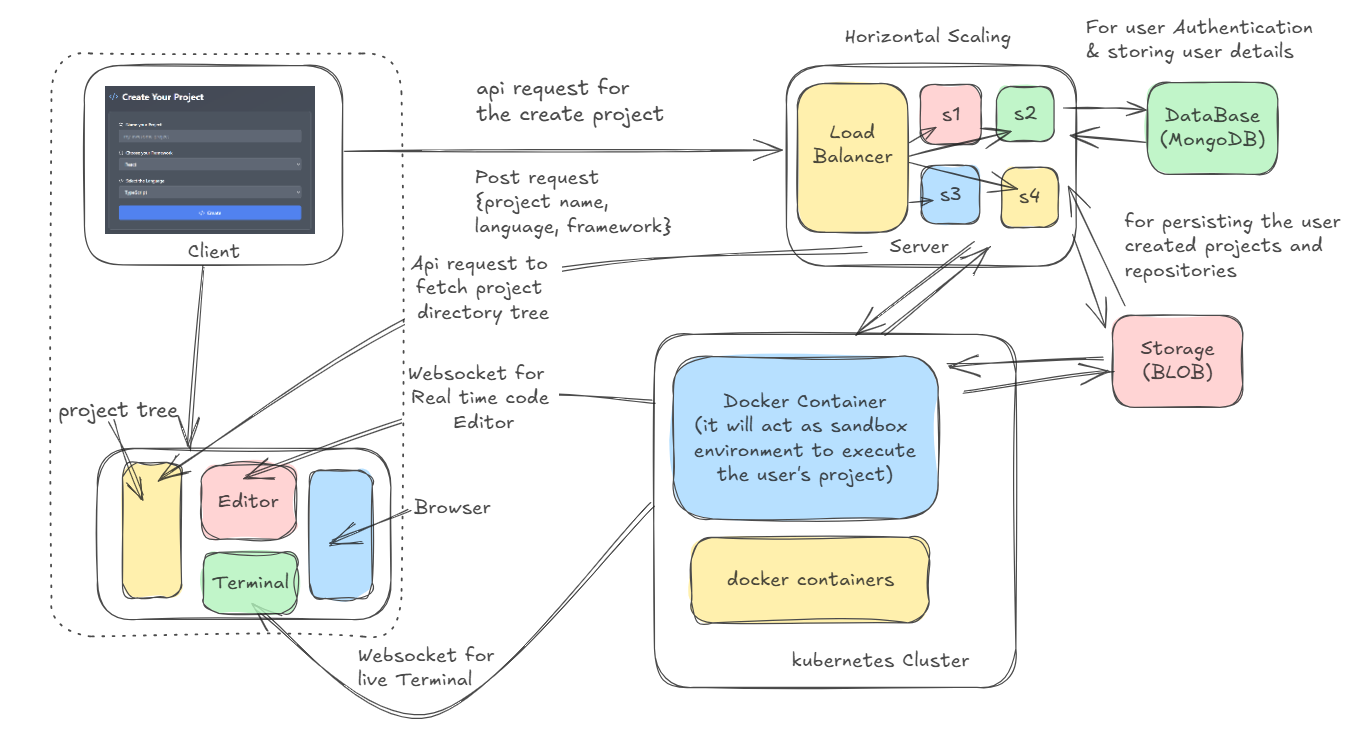 Horizontal Scaling
For user Authentication
& storing user details
Create Your Project
Name your Project
Choose your Framework
React
Select the Language
TypeScript
Create
Client
api request for
the create project
Post request
{project name,
language, framework}
Load
Balancer
s1
s2
s3
s4
Server
DataBase
(MongoDB)
for persisting the user
created projects and
repositories
Storage
(BLOB)
Api request to
fetch project
directory tree
Websocket for
Real time code
Editor
project tree
Editor
Terminal
Browser
Websocket for
live Terminal
Docker Container
(it will act as sandbox
environment to execute
the user's project)
docker containers
kubernetes Cluster